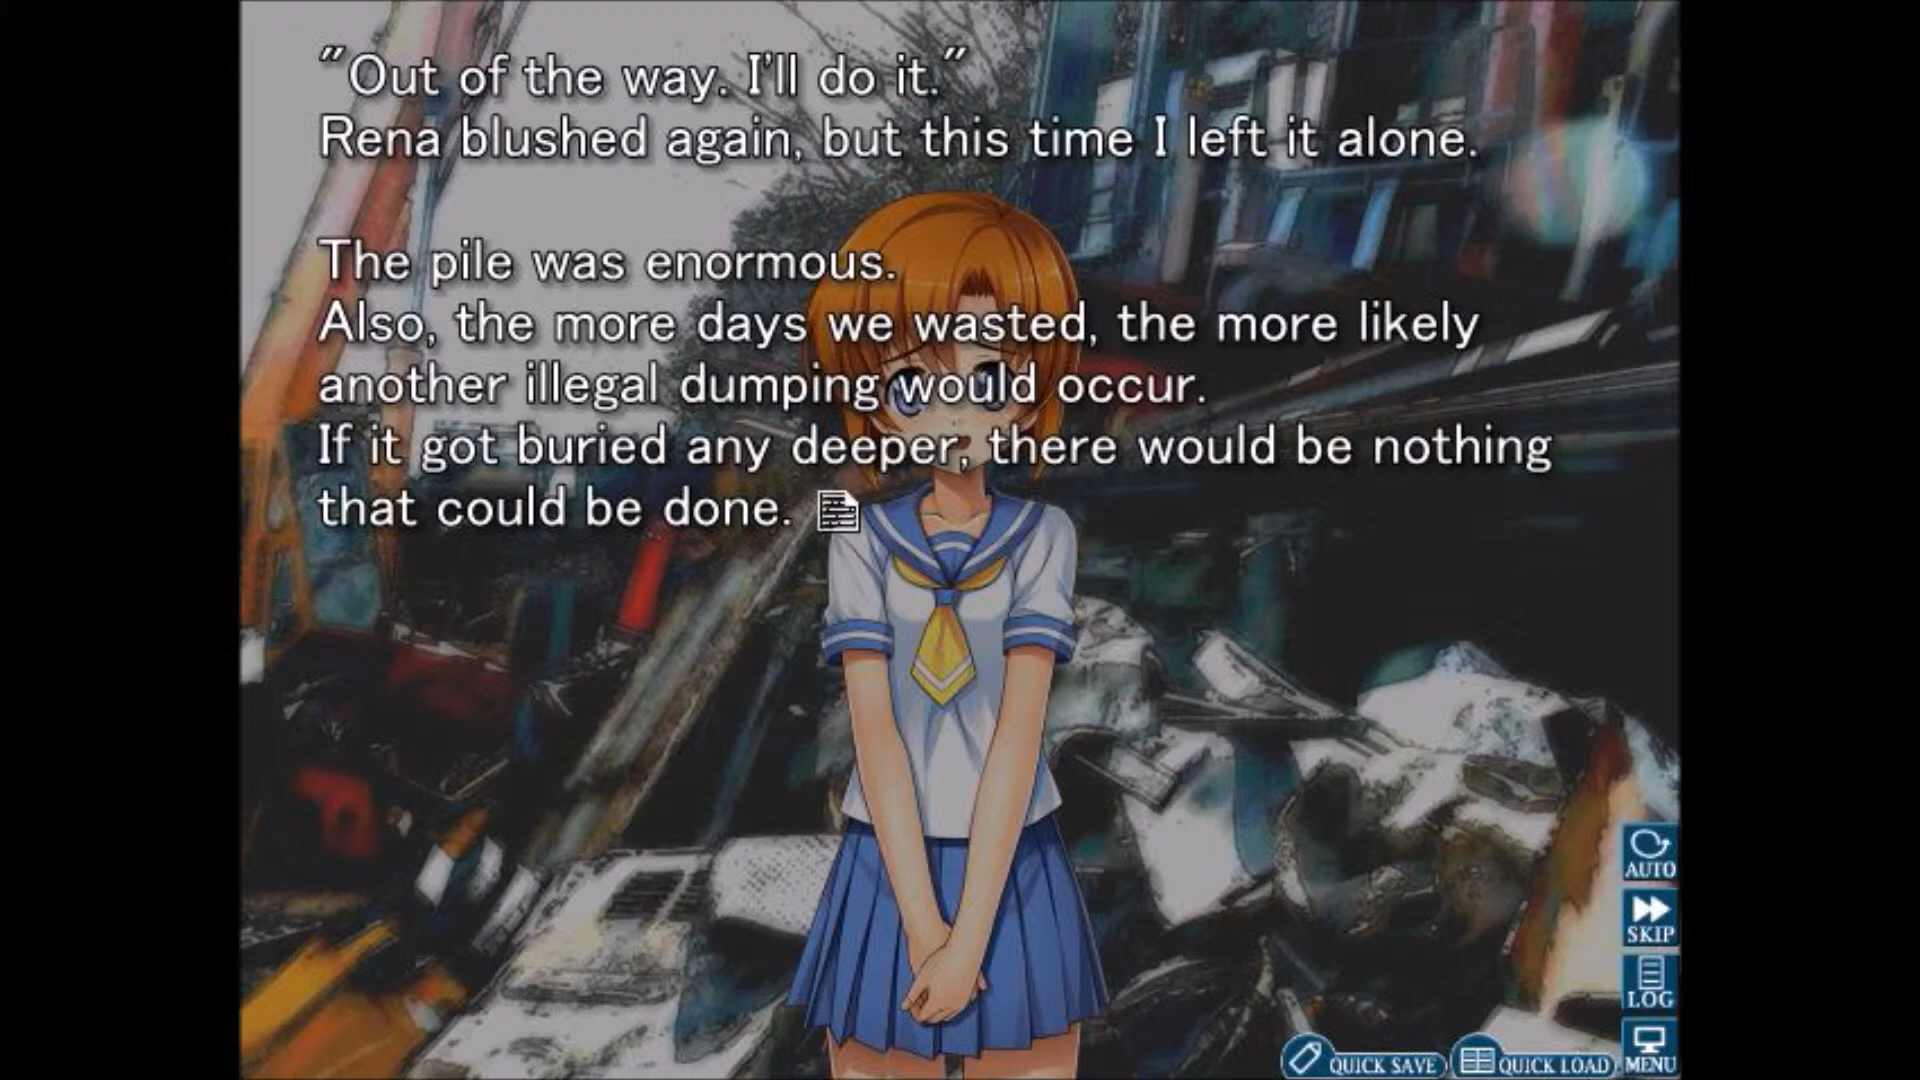 "Out of the way. I'll do it."
Rena blushed again, but this time I left it alone.
The pile was enormous.
Also, the more days we wasted, the more likely
another illegal dumping would occur.
If it got buried any deeper, there would be nothing
that could be done.
AUTO
SKIP
LOG
MENU
QUICK SAVE
QUICK LOAD